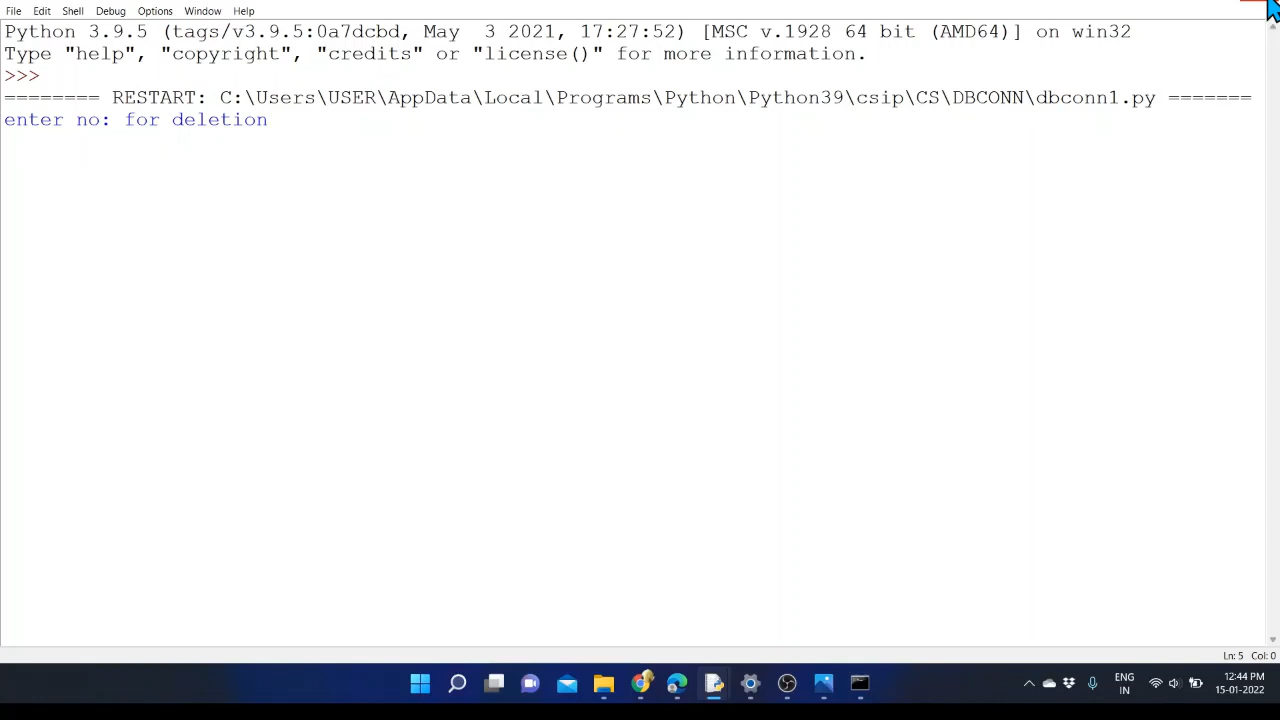 File Edit Shell Debug Options Window Help
Python 3.9.5 (tags/v3.9.5:0a7dcbd, May  3 2021, 17:27:52) [MSC v.1928 64 bit (AMD64)] on win32
Type "help", "copyright", "credits" or "license()" for more information.
>>>
======== RESTART: C:\Users\USER\AppData\Local\Programs\Python\Python39\csip\CS\DBCONN\dbconn1.py =======
enter no: for deletion
Ln: 5 Col: 0
ENG 12:44 PM
IN 15-01-2022